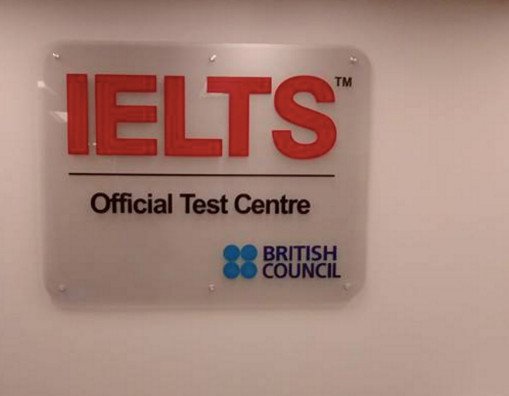 IELTS™
Official Test Centre
BRITISH
COUNCIL